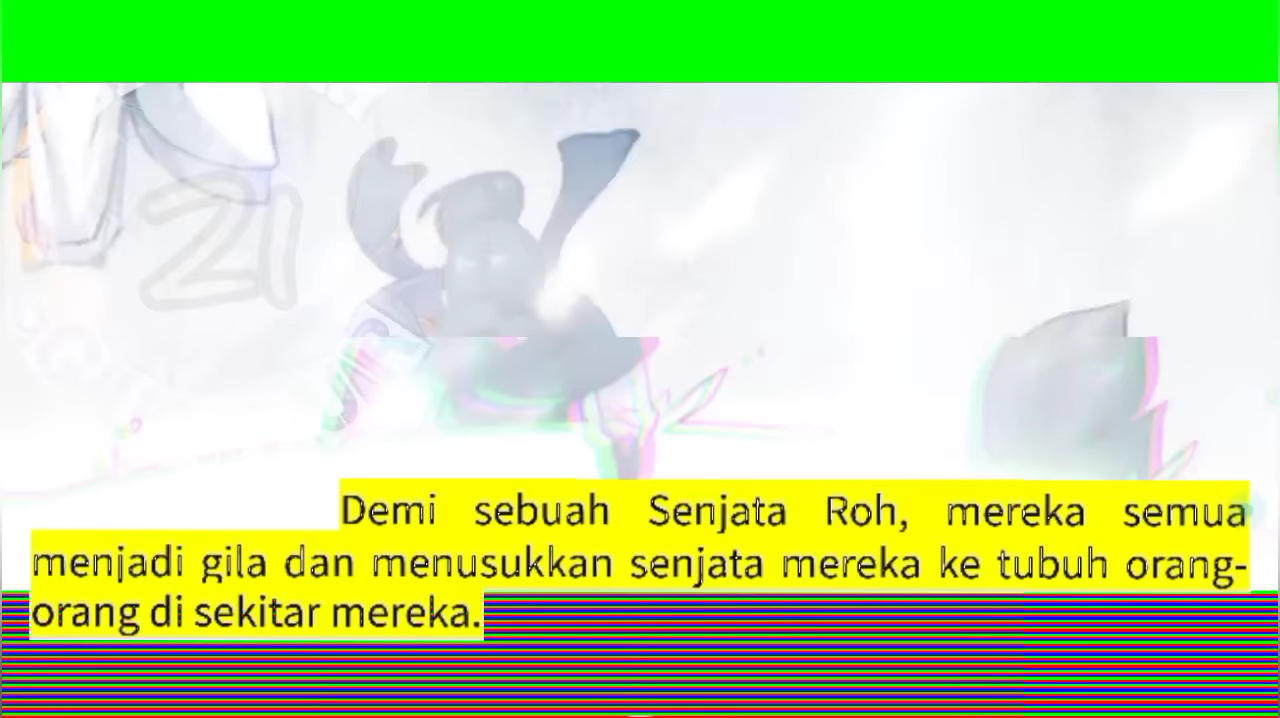 21
Demi sebuah Senjata Roh, mereka semua
menjadi gila dan menusukkan senjata mereka ke tubuh orang-
orang di sekitar mereka.